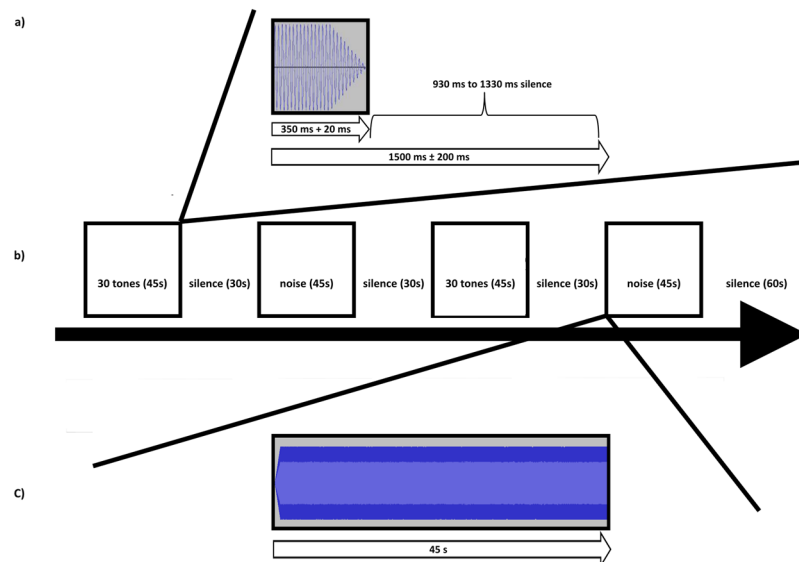 a)
930 ms to 1330 ms silence
350 ms + 20 ms
1500 ms ± 200 ms
b)
30 tones (45s) silence (30s) noise (45s) silence (30s) 30 tones (45s) silence (30s) noise (45s) silence (60s)
C)
45 s